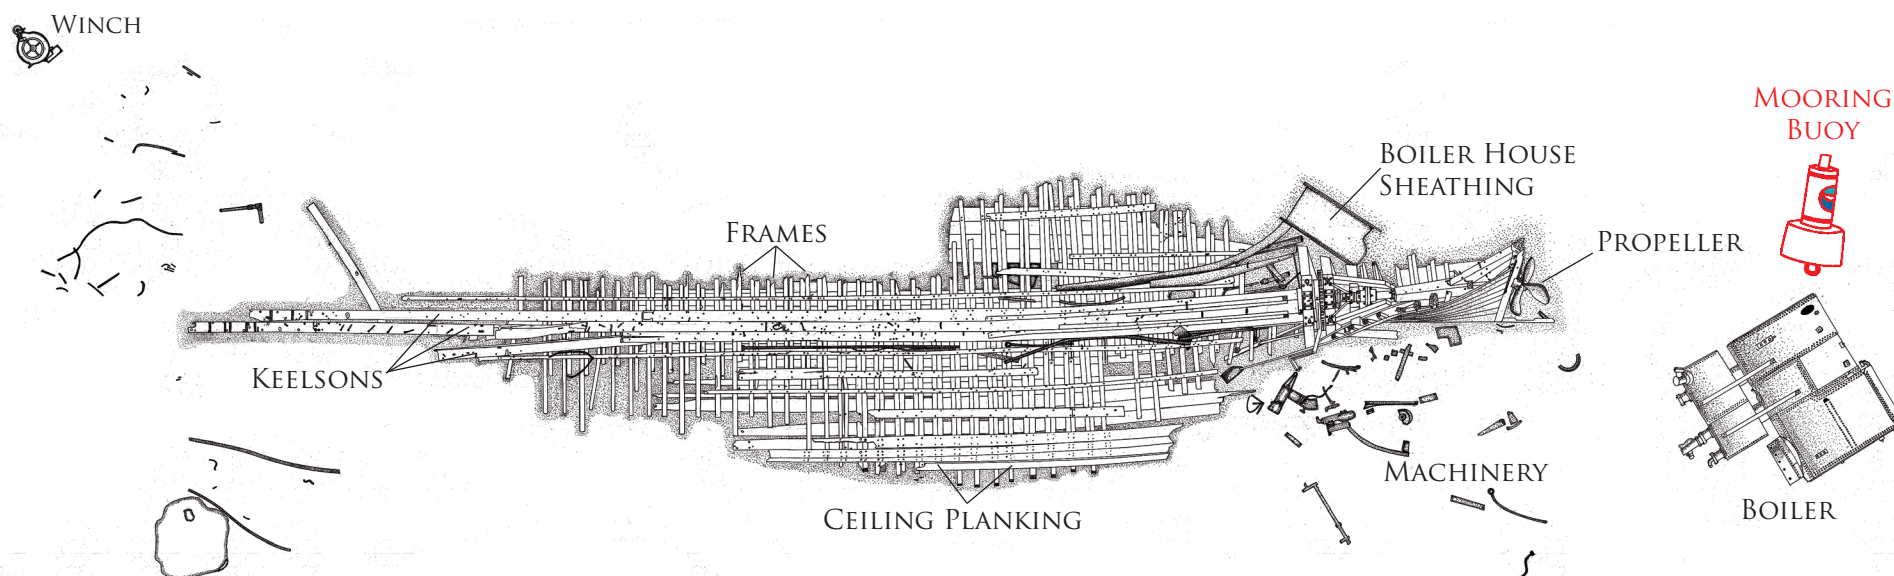 WINCH
MOORING
BUOY
BOILER HOUSE
SHEATHING
FRAMES
PROPELLER
KEELSONS
MACHINERY
CEILING PLANKING
BOILER